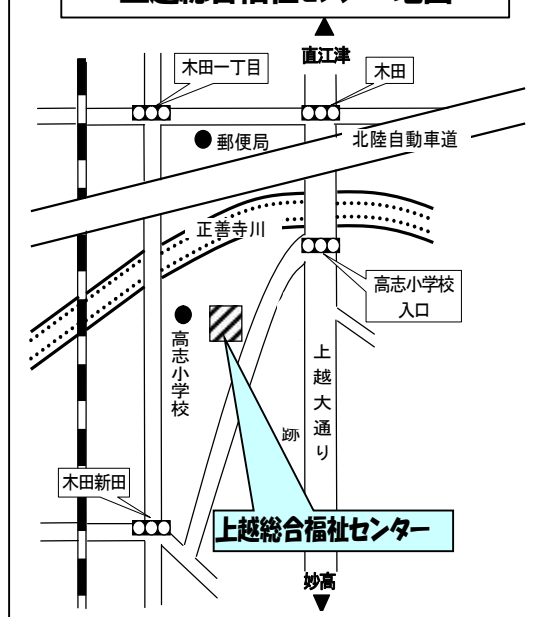 上越総合福祉センター 地図
直江津
木田一丁目
木田
郵便局
北陸自動車道
正善寺川
高志小学校
入口
高志小学校
上越大通り
跡
木田新田
上越総合福祉センター
妙高